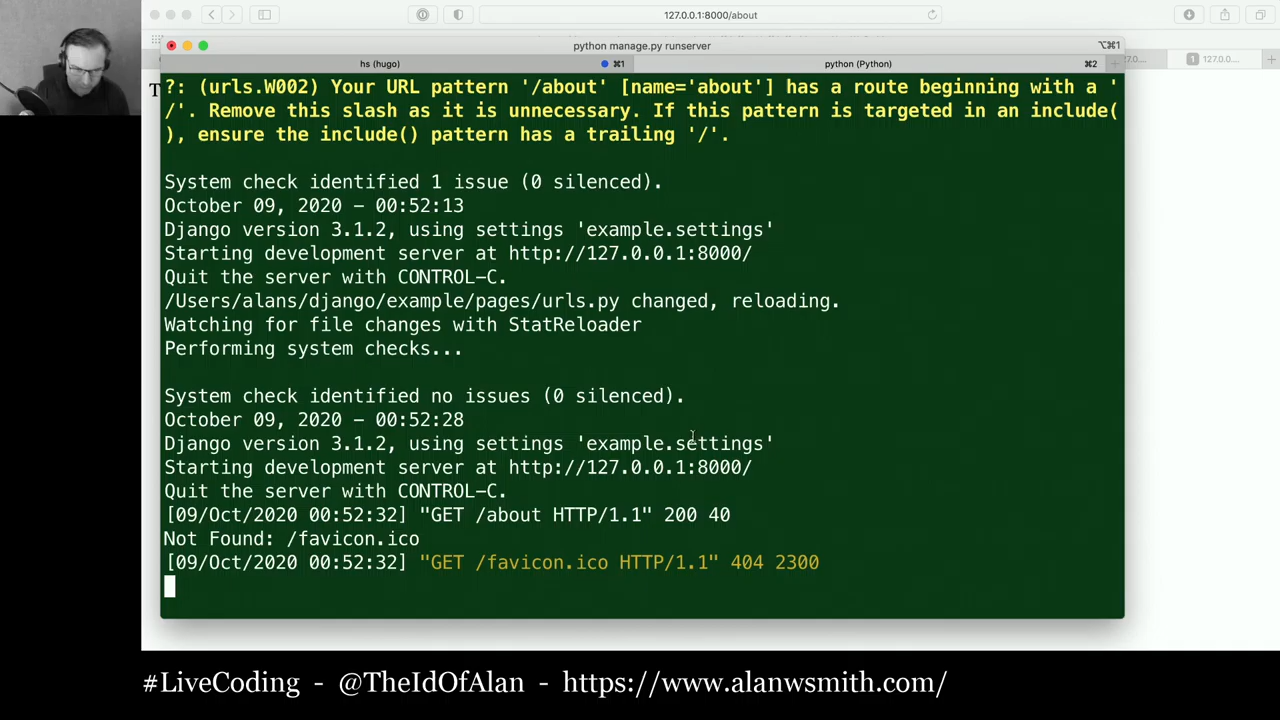 127.0.0.1:8000/about
python manage.py runserver
⌥⌘1
hs (hugo)
⌘1
python (Python)
⌘2
127.0.0...
T
?: (urls.W002) Your URL pattern '/about' [name='about'] has a route beginning with a '
/'. Remove this slash as it is unnecessary. If this pattern is targeted in an include(
), ensure the include() pattern has a trailing '/'.
System check identified 1 issue (0 silenced).
October 09, 2020 - 00:52:13
Django version 3.1.2, using settings 'example.settings'
Starting development server at http://127.0.0.1:8000/
Quit the server with CONTROL-C.
/Users/alans/django/example/pages/urls.py changed, reloading.
Watching for file changes with StatReloader
Performing system checks...
System check identified no issues (0 silenced).
October 09, 2020 - 00:52:28
Django version 3.1.2, using settings 'example.settings'
Starting development server at http://127.0.0.1:8000/
Quit the server with CONTROL-C.
[09/Oct/2020 00:52:32] "GET /about HTTP/1.1" 200 40
Not Found: /favicon.ico
[09/Oct/2020 00:52:32] "GET /favicon.ico HTTP/1.1" 404 2300
#LiveCoding - @TheIdOfAlan - https://www.alanwsmith.com/